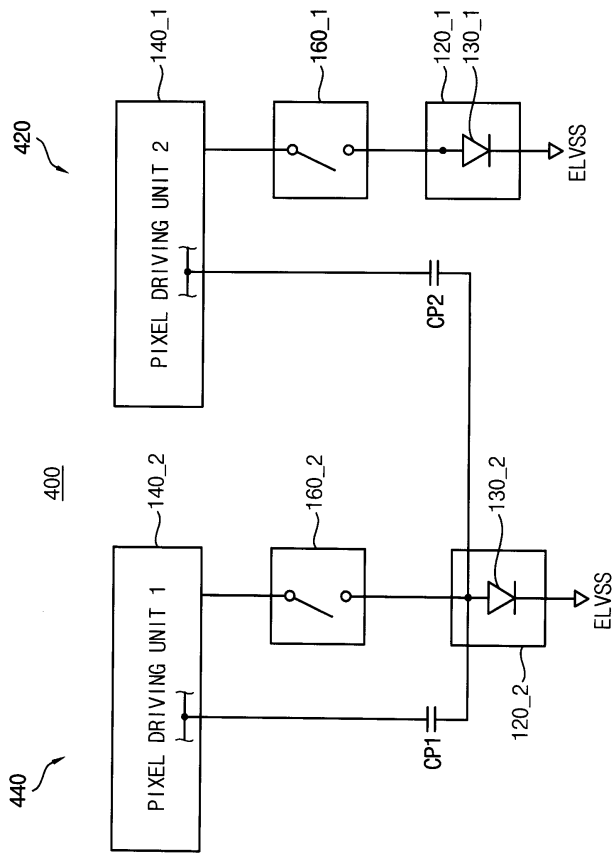 400
440
420
140_2
140_1
PIXEL DRIVING UNIT 1
PIXEL DRIVING UNIT 2
160_2
160_1
CP1
CP2
120_1
130_1
130_2
120_2
ELVSS
ELVSS